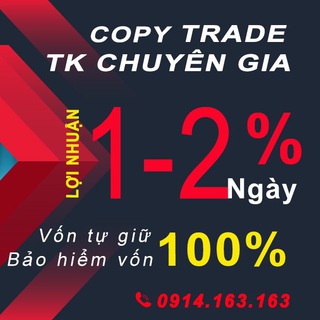 COPY TRADE
TK CHUYÊN GIA
LỢI NHUẬN
1-2%
Ngày
Vốn tự giữ
Bảo hiểm vốn 100%
0914.163.163